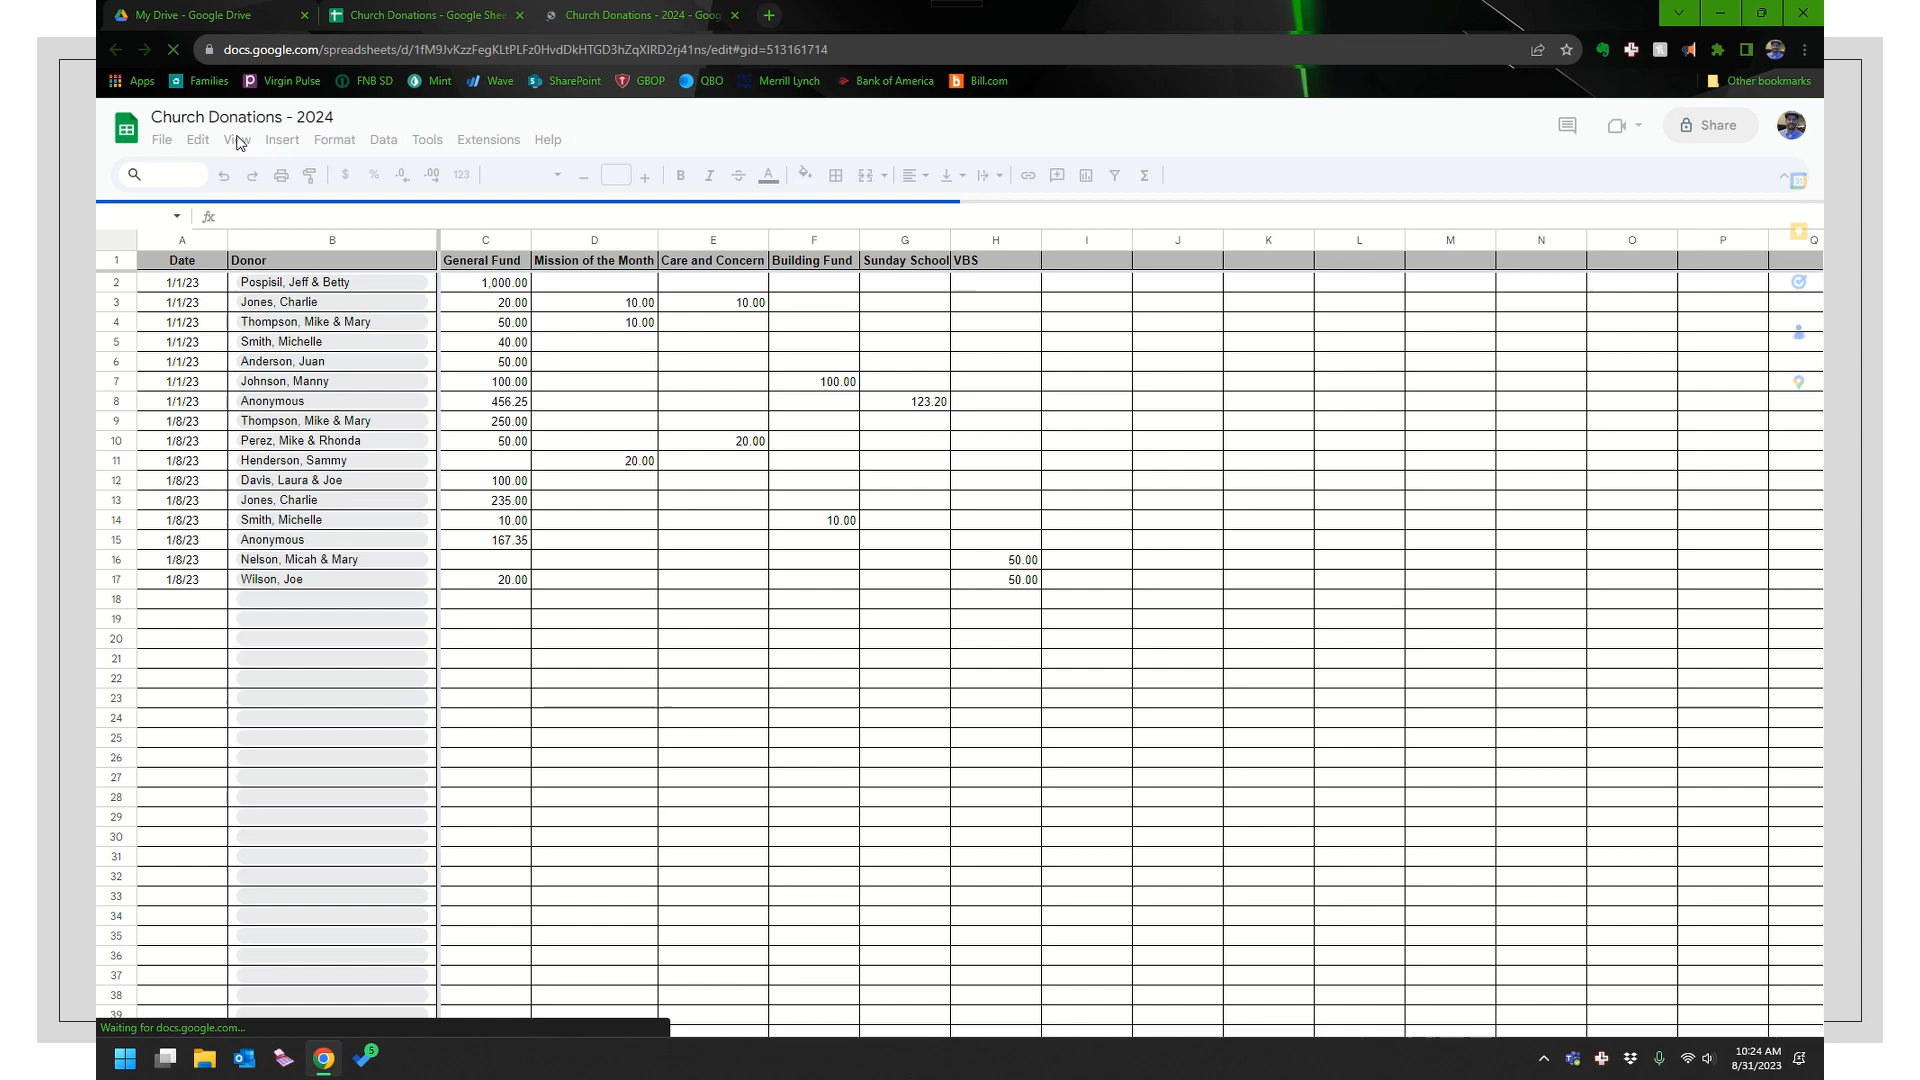 My Drive - Google Drive
Church Donations - Google Shee
Church Donations - 2024 - Goog
docs.google.com/spreadsheets/d/1fM9JvKzzFegKLtPLFz0HvdDkHTGD3hZqXIRD2rj41ns/edit#gid=513161714
Apps Families Virgin Pulse FNB SD Mint Wave SharePoint GBOP QBO Merrill Lynch Bank of America Bill.com Other bookmarks
Church Donations - 2024
File Edit View Insert Format Data Tools Extensions Help
Share
$ % .0 .00 123 B I A
fx
A B C D E F G H I J K L M N O P Q
1 Date Donor General Fund Mission of the Month Care and Concern Building Fund Sunday School VBS
2 1/1/23 Pospisil, Jeff & Betty 1,000.00
3 1/1/23 Jones, Charlie 20.00 10.00 10.00
4 1/1/23 Thompson, Mike & Mary 50.00 10.00
5 1/1/23 Smith, Michelle 40.00
6 1/1/23 Anderson, Juan 50.00
7 1/1/23 Johnson, Manny 100.00 100.00
8 1/1/23 Anonymous 456.25 123.20
9 1/8/23 Thompson, Mike & Mary 250.00
10 1/8/23 Perez, Mike & Rhonda 50.00 20.00
11 1/8/23 Henderson, Sammy 20.00
12 1/8/23 Davis, Laura & Joe 100.00
13 1/8/23 Jones, Charlie 235.00
14 1/8/23 Smith, Michelle 10.00 10.00
15 1/8/23 Anonymous 167.35
16 1/8/23 Nelson, Micah & Mary 50.00
17 1/8/23 Wilson, Joe 20.00 50.00
18
19
20
21
22
23
24
25
26
27
28
29
30
31
32
33
34
35
36
37
38
39
Waiting for docs.google.com...
5
10:24 AM
8/31/2023